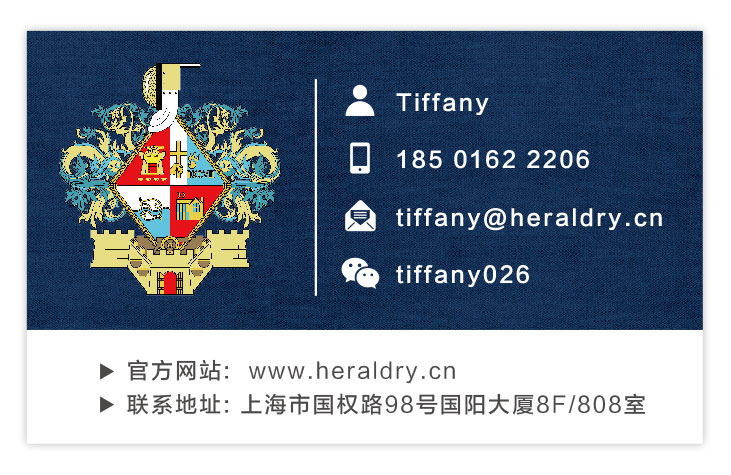 Tiffany
185 0162 2206
tiffany@heraldry.cn
tiffany026
官方网站: www.heraldry.cn
联系地址: 上海市国权路98号国阳大厦8F/808室